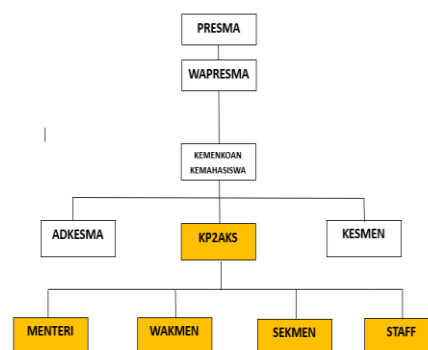 PRESMA
WAPRESMA
KEMENKOAN
KEMAHASISWA
ADKESMA
KP2AKS
KESMEN
MENTERI
WAKMEN
SEKMEN
STAFF